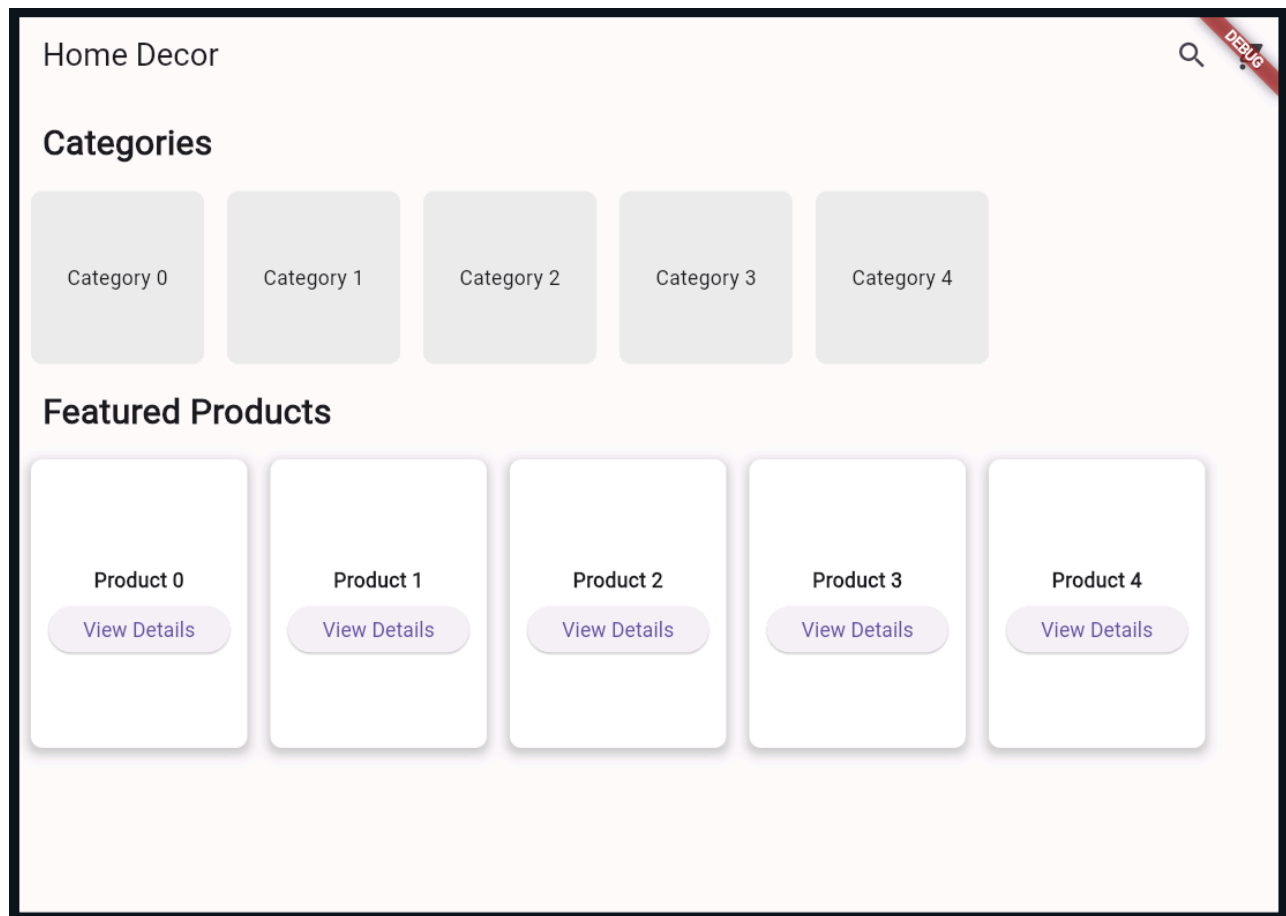 Home Decor
DEBUG
Categories
Category 0
Category 1
Category 2
Category 3
Category 4
Featured Products
Product 0
Product 1
Product 2
Product 3
Product 4
View Details
View Details
View Details
View Details
View Details